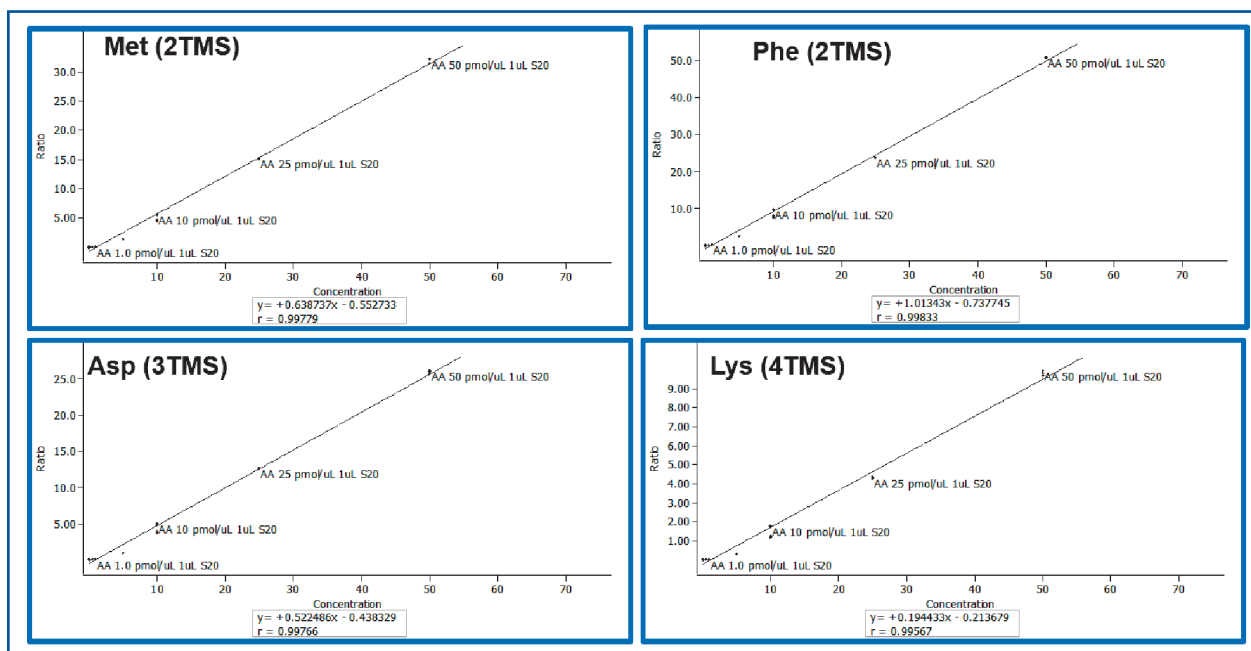 Met (2TMS)
30.0
25.0
20.0
15.0
10.0
5.00
Ratio
AA 50 pmol/uL 1uL S20
AA 25 pmol/uL 1uL S20
AA 10 pmol/uL 1uL S20
AA 1.0 pmol/uL 1uL S20
10 20 30 40 50 60 70
Concentration
y= +0.638737x - 0.552733
r = 0.99779
Phe (2TMS)
50.0
40.0
30.0
20.0
10.0
Ratio
AA 50 pmol/uL 1uL S20
AA 25 pmol/uL 1uL S20
AA 10 pmol/uL 1uL S20
AA 1.0 pmol/uL 1uL S20
10 20 30 40 50 60 70
Concentration
y= +1.01343x - 0.737745
r = 0.99833
Asp (3TMS)
25.0
20.0
15.0
10.0
5.00
Ratio
AA 50 pmol/uL 1uL S20
AA 25 pmol/uL 1uL S20
AA 10 pmol/uL 1uL S20
AA 1.0 pmol/uL 1uL S20
10 20 30 40 50 60 70
Concentration
y= +0.522486x - 0.438329
r = 0.99766
Lys (4TMS)
9.00
8.00
7.00
6.00
5.00
4.00
3.00
2.00
1.00
Ratio
AA 50 pmol/uL 1uL S20
AA 25 pmol/uL 1uL S20
AA 10 pmol/uL 1uL S20
AA 1.0 pmol/uL 1uL S20
10 20 30 40 50 60 70
Concentration
y= +0.194433x - 0.213679
r = 0.99567